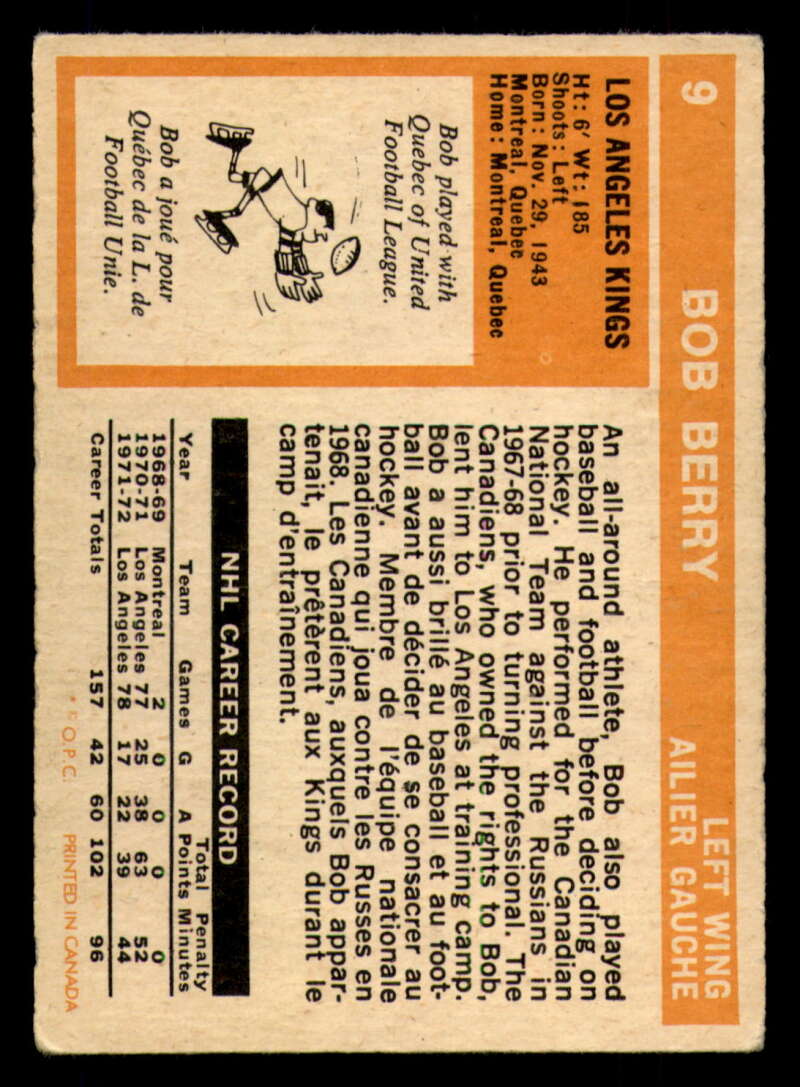 9
BOB BERRY
LEFT WING
AILIER GAUCHE
LOS ANGELES KINGS
Ht: 6' Wt: 185
Shoots: Left
Born: Nov. 29, 1943
Montreal, Quebec
Home: Montreal, Quebec
Bob played with
Quebec of United
Football League.
Bob a joué pour
Québec de la L. de
Football Unie.
An all-around athlete, Bob also played
baseball and football before deciding on
hockey. He performed for the Canadian
National Team against the Russians in
1967-68 prior to turning professional. The
Canadiens, who owned the rights to Bob,
lent him to Los Angeles at training camp.
Bob a aussi brillé au baseball et au foot-
ball avant de décider de se consacrer au
hockey. Membre de l'équipe nationale
canadienne qui joua contre les Russes en
1968. Les Canadiens, auxquels Bob appar-
tenait, le prêtèrent aux Kings durant le
camp d'entraînement.
NHL CAREER RECORD
Total Penalty
Year Team Games G A Points Minutes
1968-69 Montreal 2 0 0 0 0
1970-71 Los Angeles 77 25 38 63 52
1971-72 Los Angeles 78 17 22 39 44
Career Totals 157 42 60 102 96
* © O.P.C. PRINTED IN CANADA